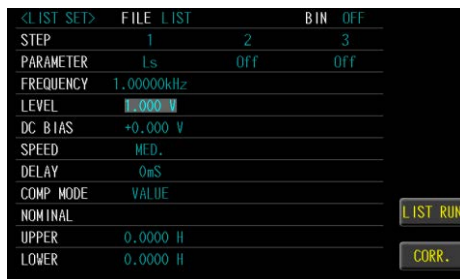 <LIST SET> FILE LIST BIN OFF
STEP 1 2 3
PARAMETER Ls Off Off
FREQUENCY 1.00000kHz
LEVEL 1.000 V
DC BIAS +0.000 V
SPEED MED.
DELAY 0mS
COMP MODE VALUE
NOMINAL
LIST RUN
UPPER 0.0000 H
LOWER 0.0000 H
CORR.